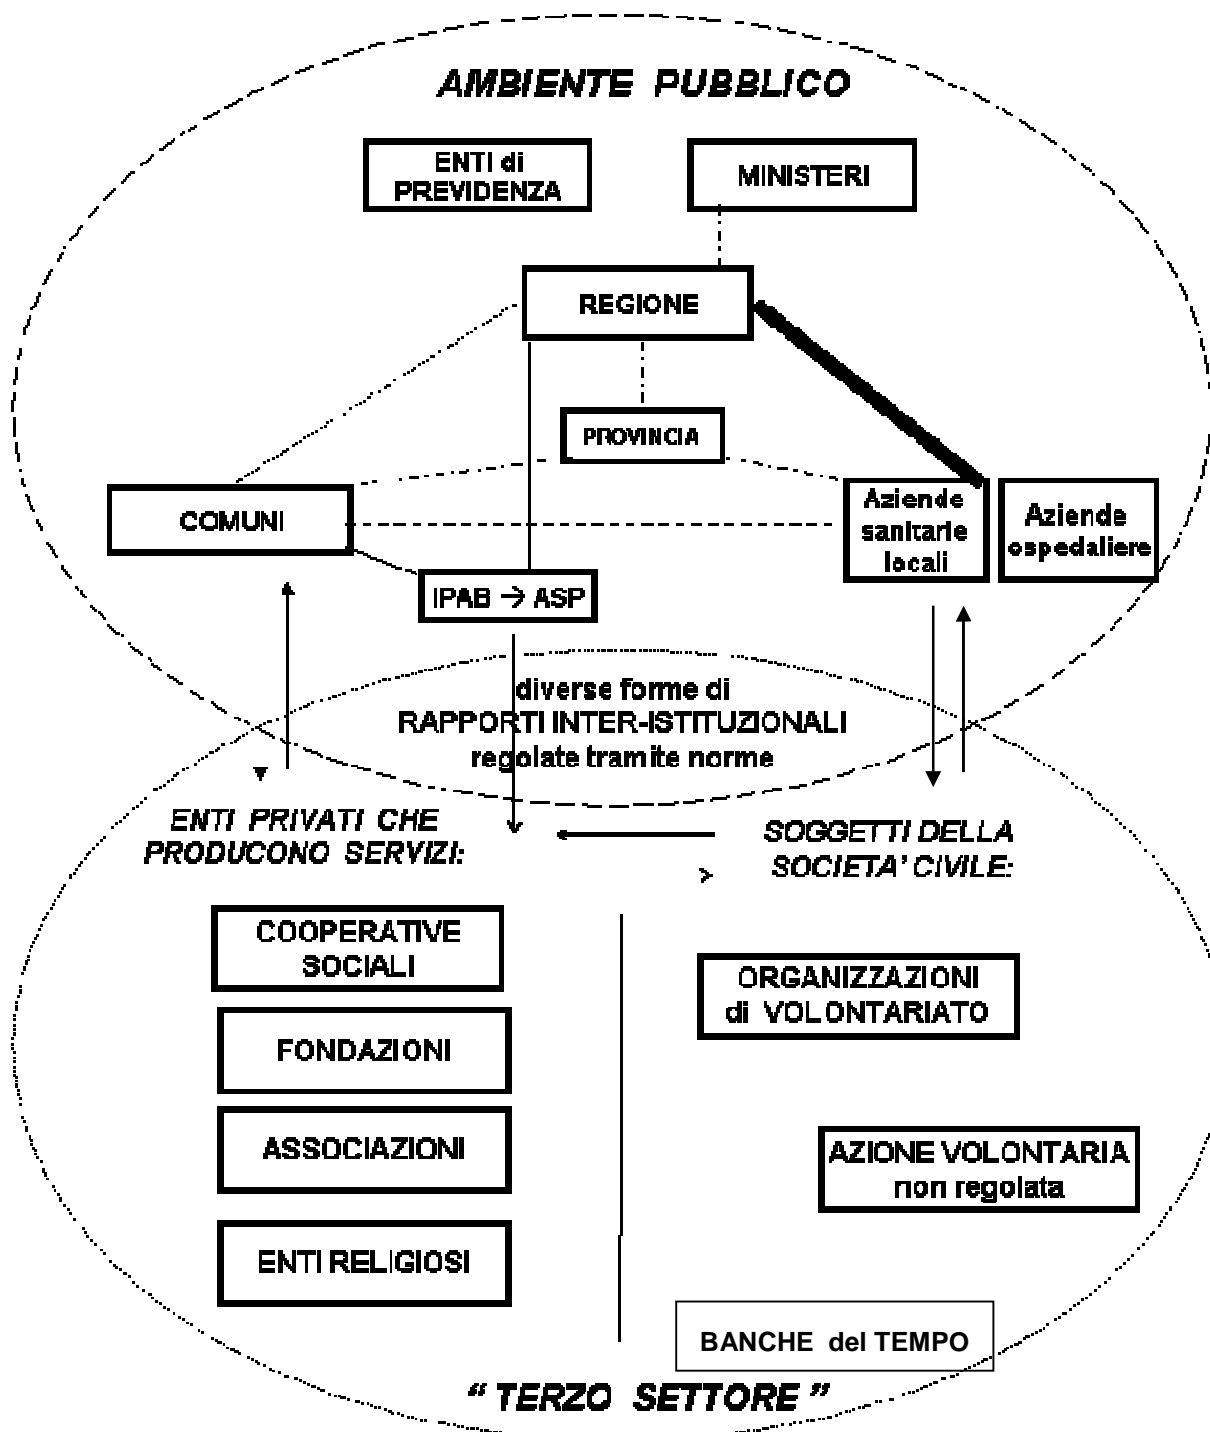 AMBIENTE PUBBLICO
ENTI di
PREVIDENZA
MINISTERI
REGIONE
PROVINCIA
COMUNI
Aziende
sanitarie
locali
Aziende
ospedaliere
IPAB → ASP
diverse forme di
RAPPORTI INTER-ISTITUZIONALI
regolate tramite norme
ENTI PRIVATI CHE
PRODUCONO SERVIZI:
SOGGETTI DELLA
SOCIETA' CIVILE:
COOPERATIVE
SOCIALI
FONDAZIONI
ASSOCIAZIONI
ENTI RELIGIOSI
ORGANIZZAZIONI
di VOLONTARIATO
AZIONE VOLONTARIA
non regolata
BANCHE del TEMPO
“ TERZO SETTORE ”